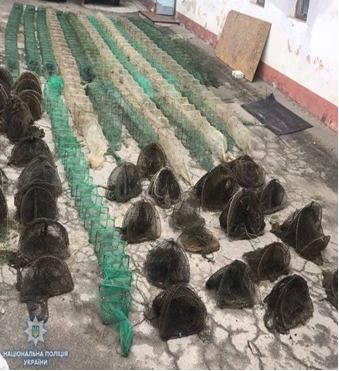 НАЦІОНАЛЬНА ПОЛІЦІЯ
УКРАЇНИ